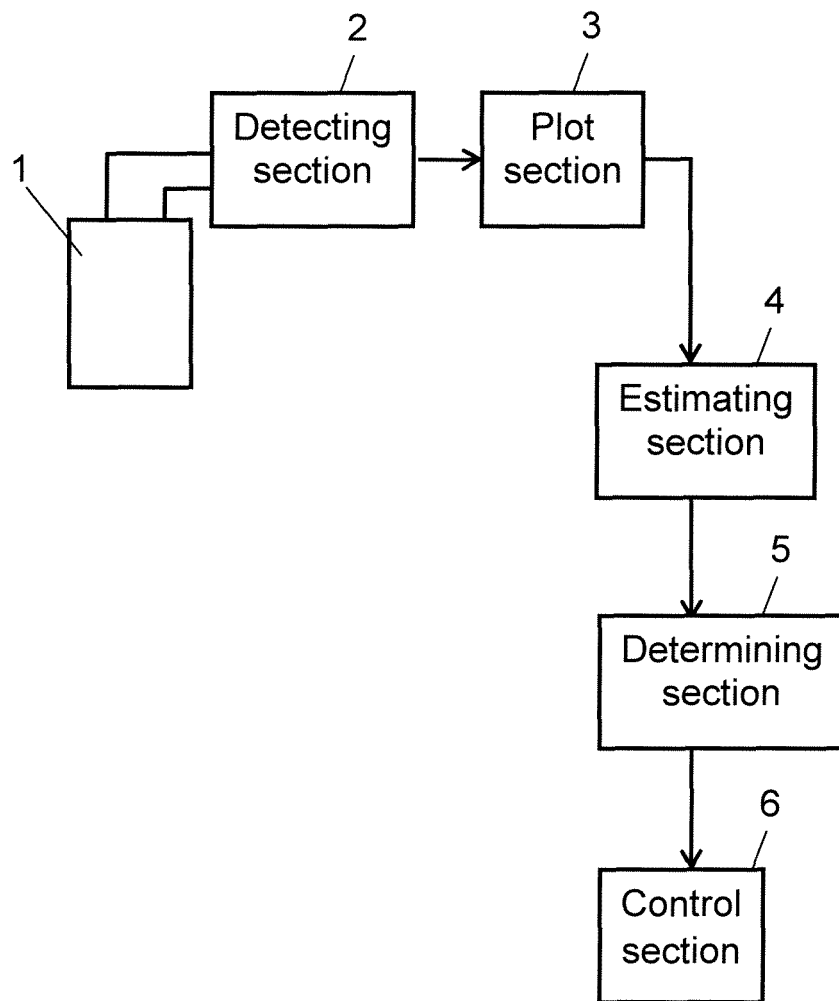 2
3
Detecting
section
Plot
section
1
4
Estimating
section
5
Determining
section
6
Control
section